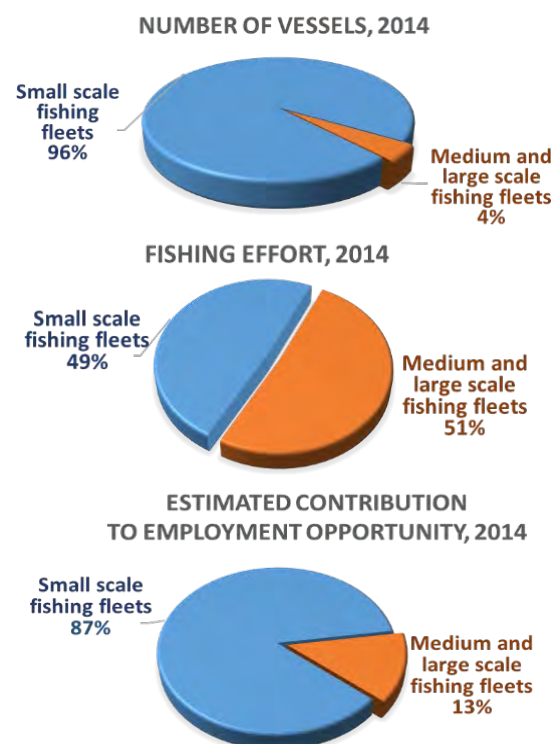 NUMBER OF VESSELS, 2014
Small scale
fishing
fleets
96%
Medium and
large scale
fishing fleets
4%
FISHING EFFORT, 2014
Small scale
fishing fleets
49%
Medium and
large scale
fishing fleets
51%
ESTIMATED CONTRIBUTION
TO EMPLOYMENT OPPORTUNITY, 2014
Small scale
fishing fleets
87%
Medium and
large scale
fishing fleets
13%